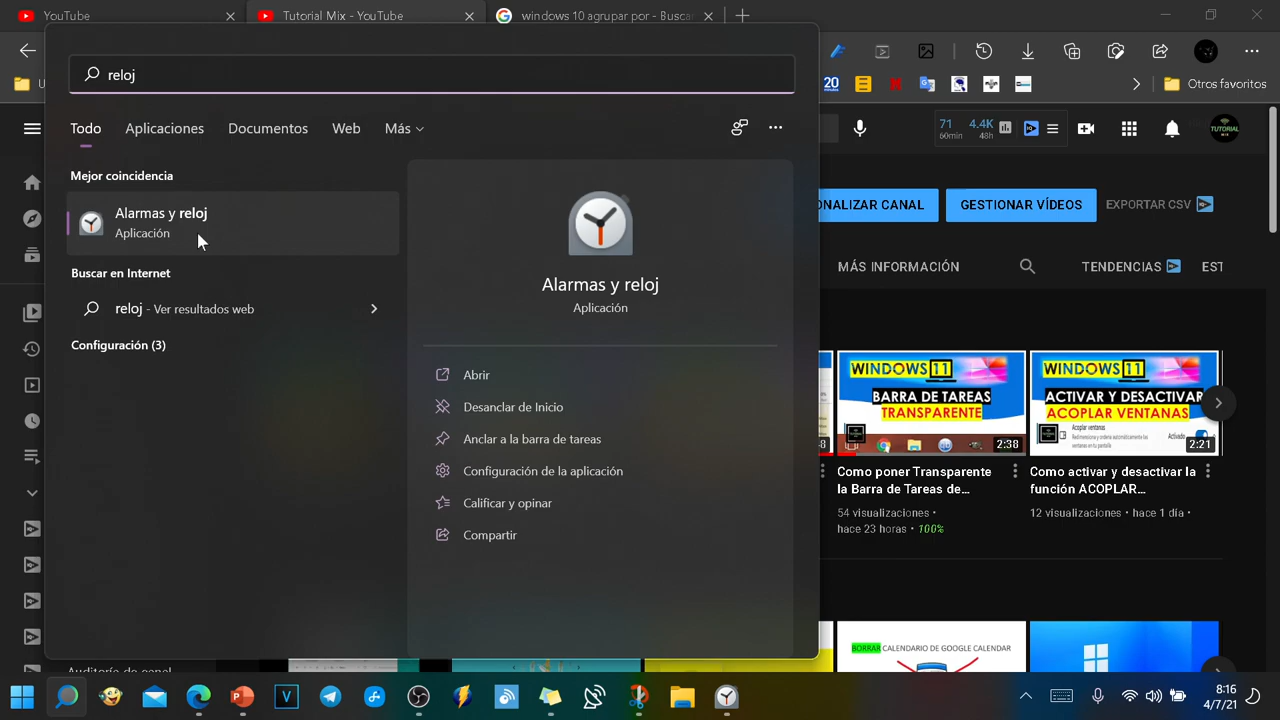 YouTube
Tutorial Mix - YouTube
windows 10 agrupar por - Buscar
reloj
Otros favoritos
Todo
Aplicaciones
Documentos
Web
Más
71
60min
4.4K
48h
TUTORIAL
MIX
Mejor coincidencia
Alarmas y reloj
Aplicación
Buscar en Internet
reloj - Ver resultados web
Configuración (3)
Alarmas y reloj
Aplicación
Abrir
Desanclar de Inicio
Anclar a la barra de tareas
Configuración de la aplicación
Calificar y opinar
Compartir
GESTIONAR VÍDEOS
EXPORTAR CSV
MÁS INFORMACIÓN
TENDENCIAS
EST
WINDOWS 11
BARRA DE TAREAS
TRANSPARENTE
2:38
WINDOWS 11
ACTIVAR Y DESACTIVAR
ACOPLAR VENTANAS
Acoplar ventanas
Activado
2:21
Como poner Transparente
la Barra de Tareas de...
54 visualizaciones •
hace 23 horas • 100%
Como activar y desactivar la
función ACOPLAR...
12 visualizaciones • hace 1 día •
BORRAR CALENDARIO DE GOOGLE CALENDAR
Auditoría de canal
8:16
4/7/21